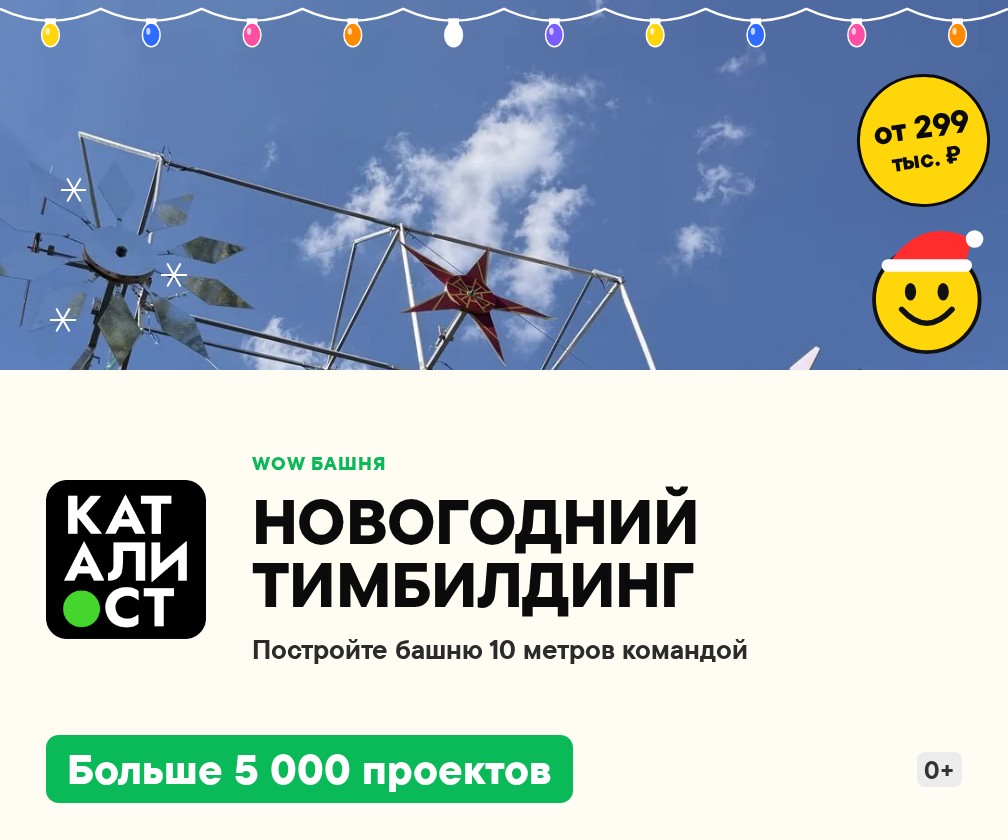 от 299
тыс. ₽
WOW БАШНЯ
КАТ
АЛИ
СТ
НОВОГОДНИЙ
ТИМБИЛДИНГ
Постройте башню 10 метров командой
Больше 5 000 проектов
0+